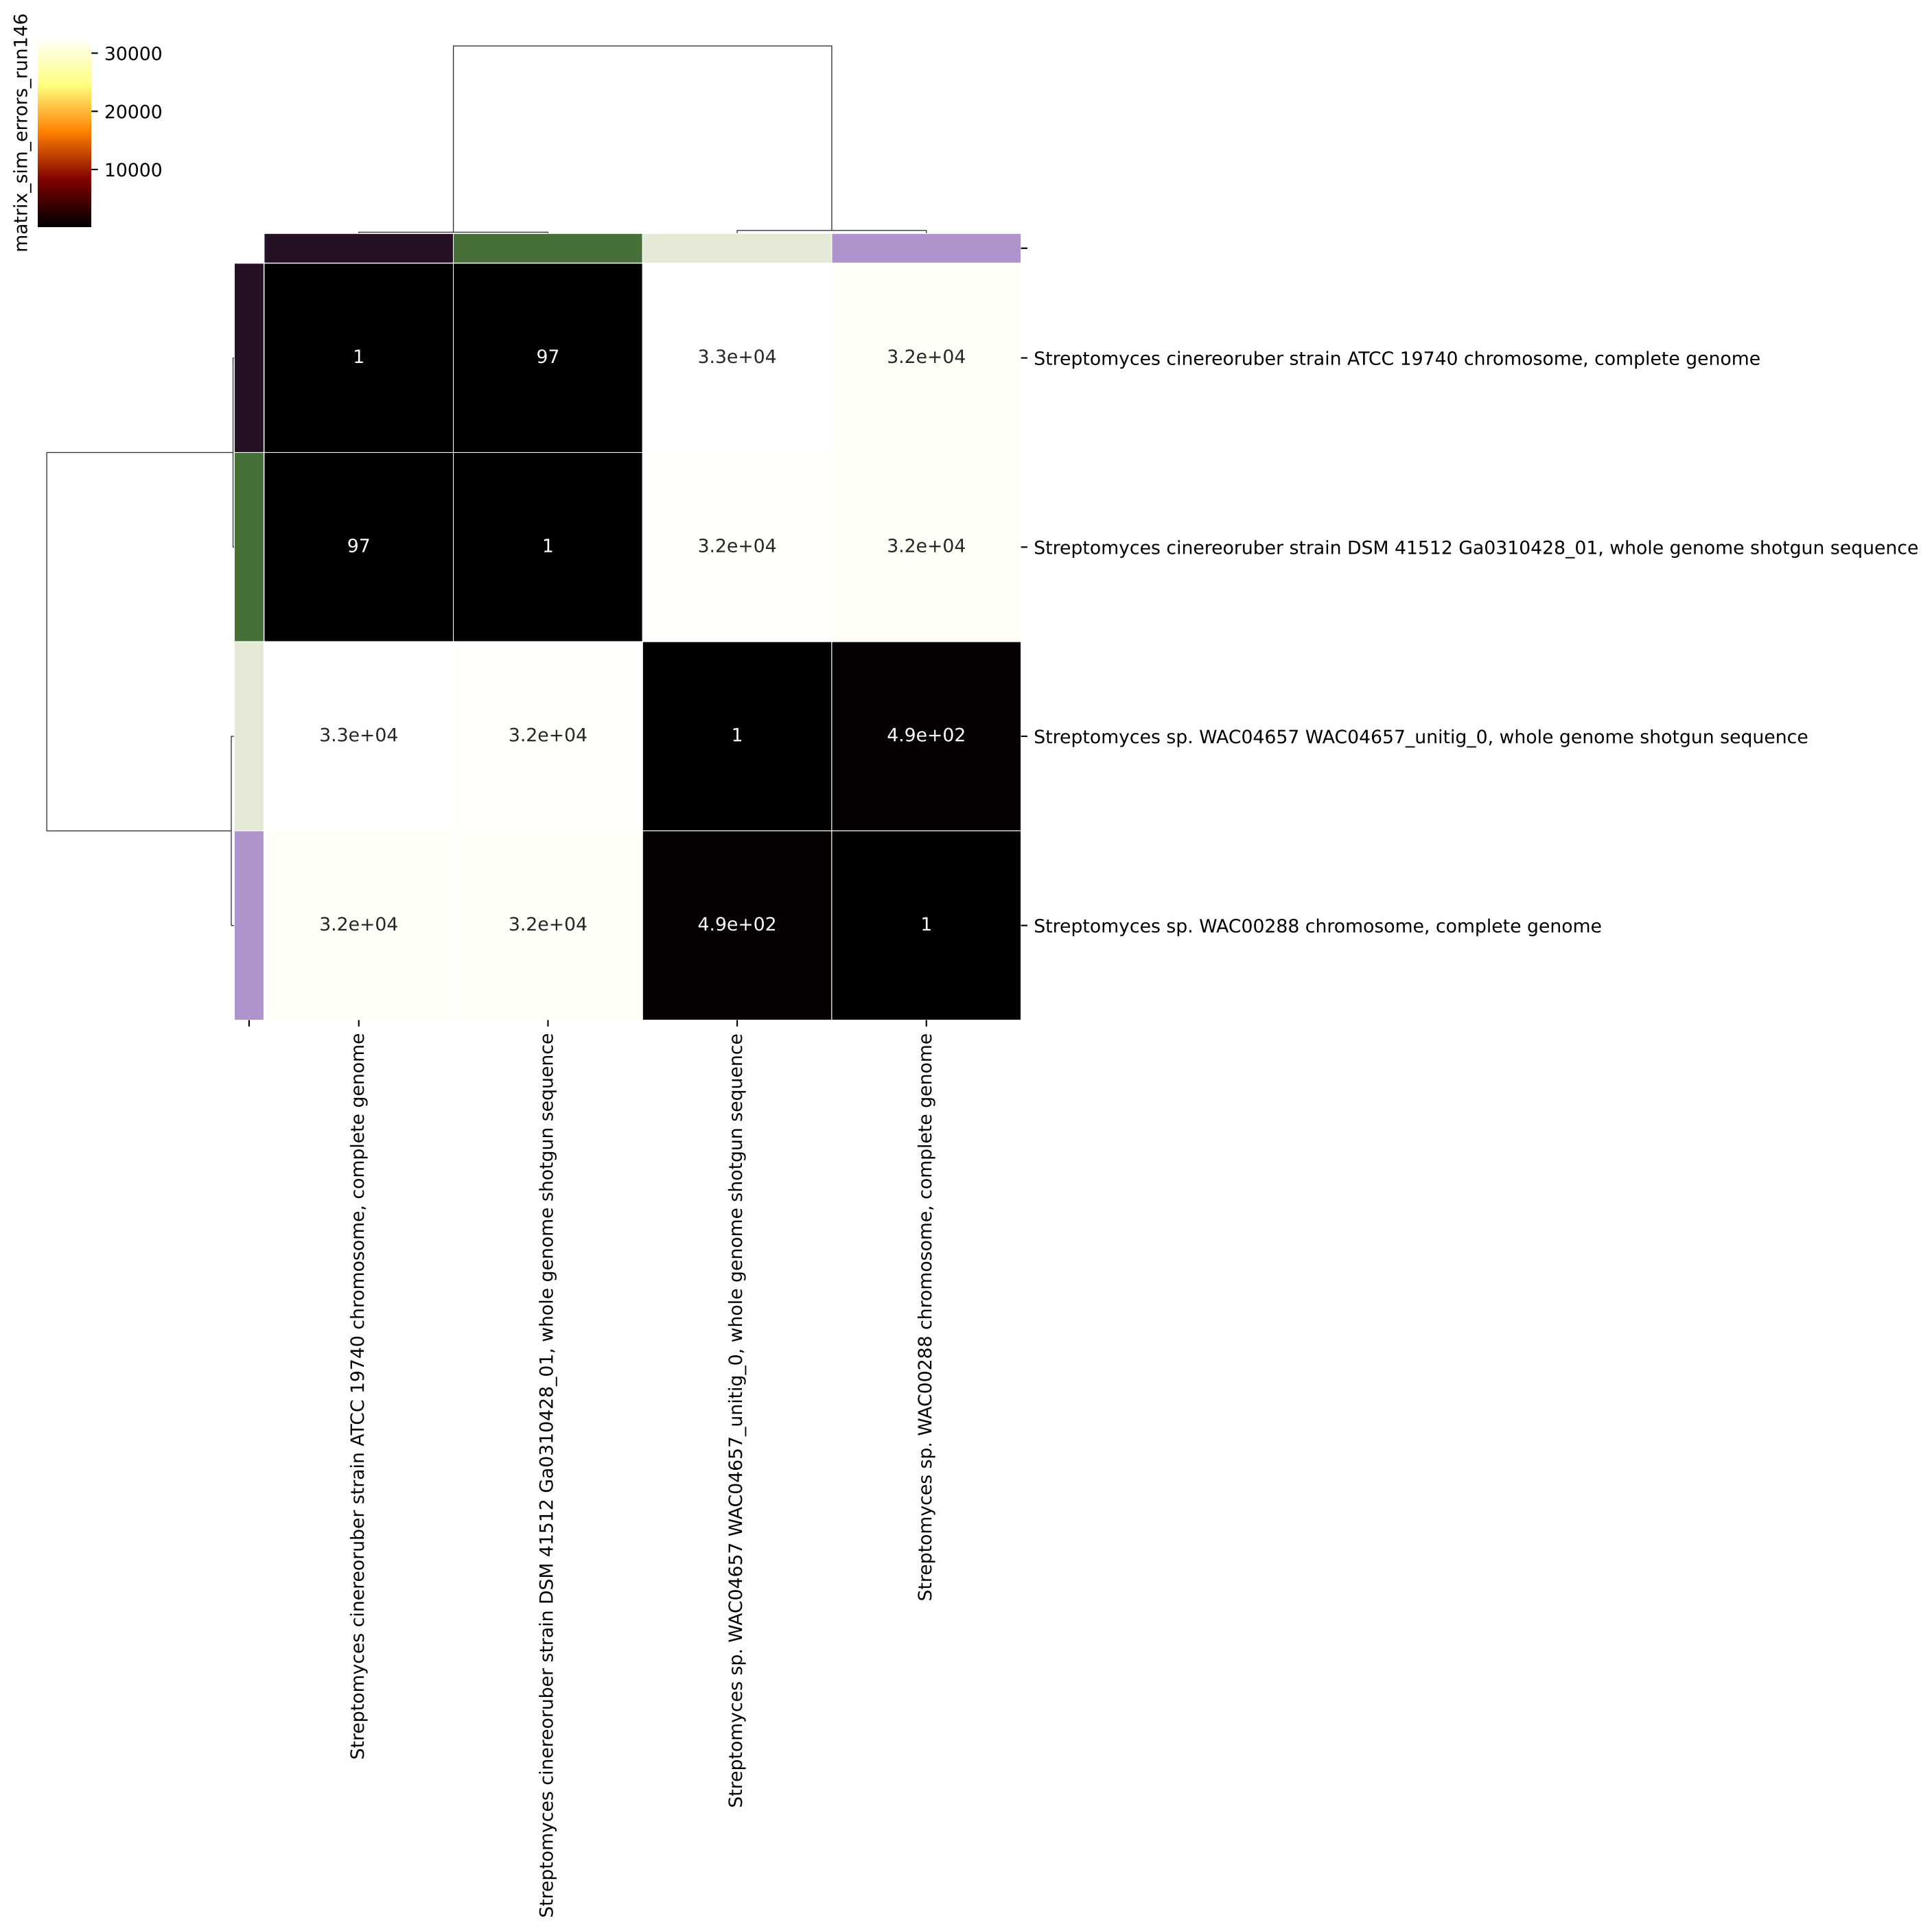 matrix_sim_errors_run146
30000
20000
10000
1 97 3.3e+04 3.2e+04
Streptomyces cinereoruber strain ATCC 19740 chromosome, complete genome
97 1 3.2e+04 3.2e+04
Streptomyces cinereoruber strain DSM 41512 Ga0310428_01, whole genome shotgun sequence
3.3e+04 3.2e+04 1 4.9e+02
Streptomyces sp. WAC04657 WAC04657_unitig_0, whole genome shotgun sequence
3.2e+04 3.2e+04 4.9e+02 1
Streptomyces sp. WAC00288 chromosome, complete genome
Streptomyces cinereoruber strain ATCC 19740 chromosome, complete genome
Streptomyces cinereoruber strain DSM 41512 Ga0310428_01, whole genome shotgun sequence
Streptomyces sp. WAC04657 WAC04657_unitig_0, whole genome shotgun sequence
Streptomyces sp. WAC00288 chromosome, complete genome